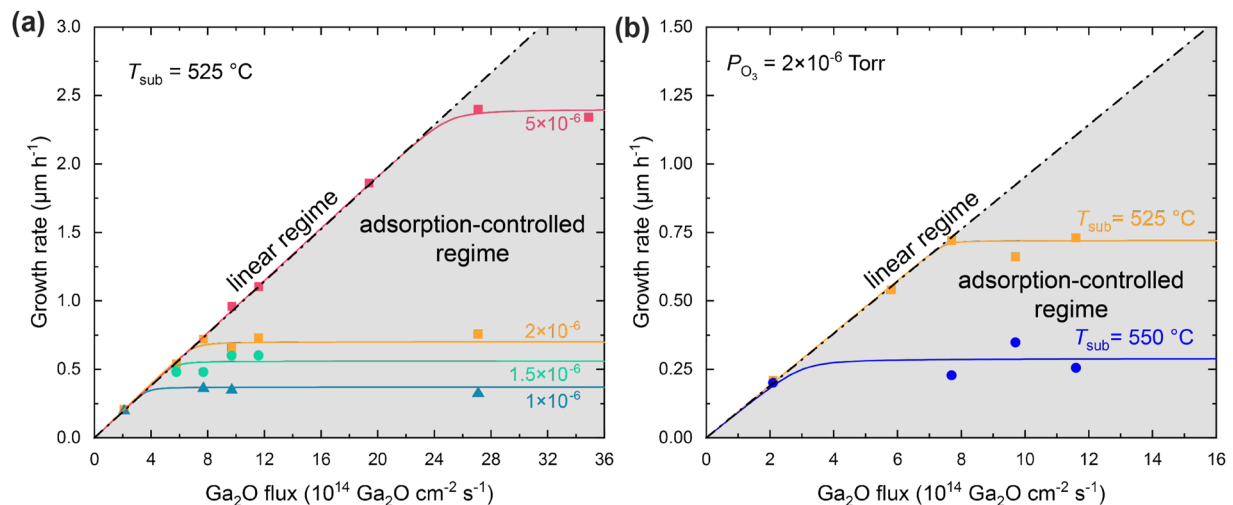 (a)
3.0
2.5
2.0
1.5
1.0
0.5
0.0
Growth rate (µm h⁻¹)
T_sub = 525 °C
linear regime
adsorption-controlled
regime
5×10⁻⁶
2×10⁻⁶
1.5×10⁻⁶
1×10⁻⁶
0 4 8 12 16 20 24 28 32 36
Ga₂O flux (10¹⁴ Ga₂O cm⁻² s⁻¹)
(b)
1.50
1.25
1.00
0.75
0.50
0.25
0.00
Growth rate (µm h⁻¹)
P_O₃ = 2×10⁻⁶ Torr
linear regime
T_sub= 525 °C
adsorption-controlled
regime
T_sub= 550 °C
0 2 4 6 8 10 12 14 16
Ga₂O flux (10¹⁴ Ga₂O cm⁻² s⁻¹)